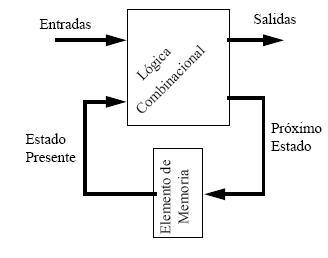 Entradas
Salidas
Lógica
Combinacional
Estado
Presente
Próximo
Estado
Elemento de
Memoria